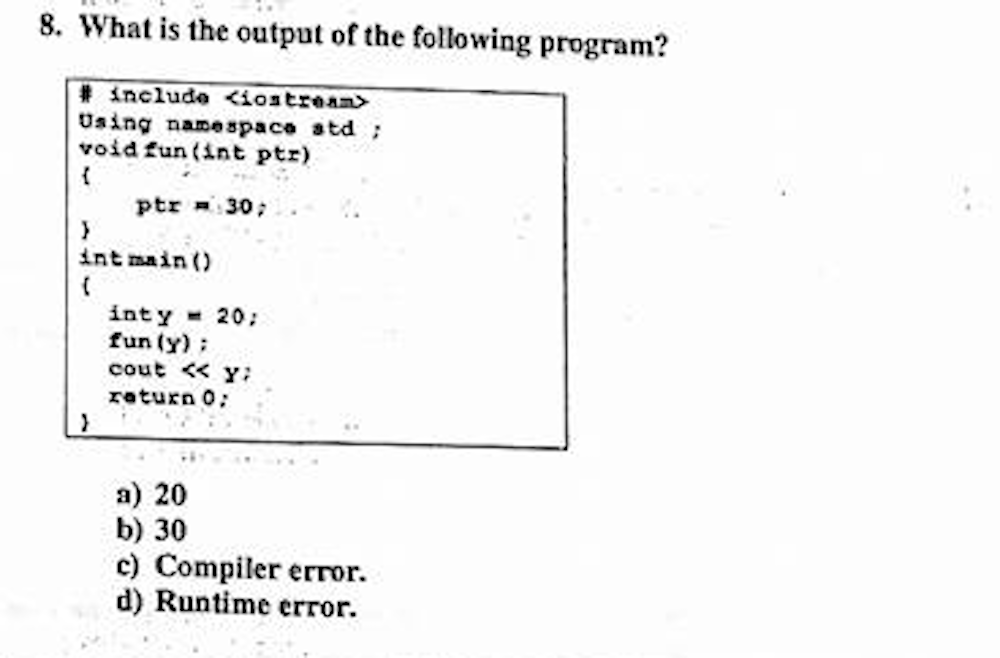 8. What is the output of the following program?
# include <iostream>
Using namespace std ;
void fun(int ptr)
{
ptr = 30;
}
int main()
{
int y = 20;
fun(y);
cout << y;
return 0;
}
a) 20
b) 30
c) Compiler error.
d) Runtime error.